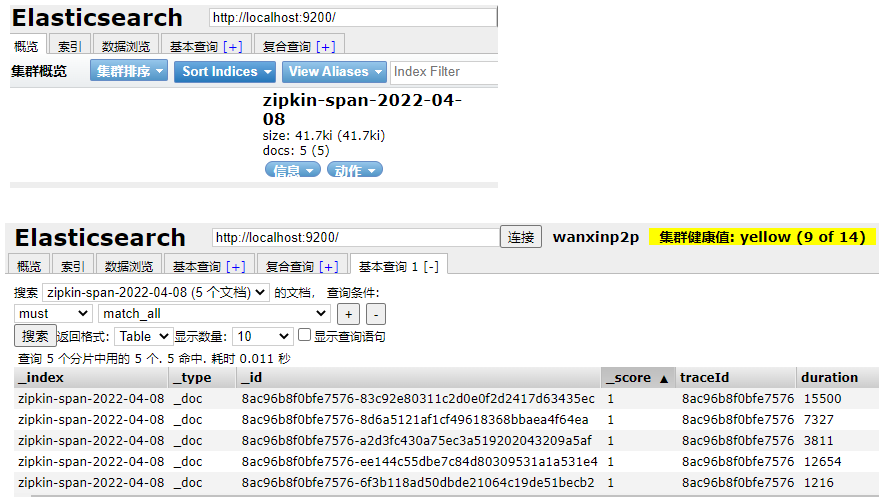 Elasticsearch http://localhost:9200/
概览 索引 数据浏览 基本查询 [+] 复合查询 [+]
集群概览 集群排序 Sort Indices View Aliases Index Filter
zipkin-span-2022-04-
08
size: 41.7ki (41.7ki)
docs: 5 (5)
信息 动作
Elasticsearch http://localhost:9200/ 连接 wanxinp2p 集群健康值: yellow (9 of 14)
概览 索引 数据浏览 基本查询 [+] 复合查询 [+] 基本查询 1 [-]
搜索 zipkin-span-2022-04-08 (5 个文档) 的文档, 查询条件:
must match_all + -
搜索 返回格式: Table 显示数量: 10 显示查询语句
查询 5 个分片中用的 5 个. 5 命中. 耗时 0.011 秒
_index _type _id _score ▲ traceId duration
zipkin-span-2022-04-08 _doc 8ac96b8f0bfe7576-83c92e80311c2d0e0f2d2417d63435ec 1 8ac96b8f0bfe7576 15500
zipkin-span-2022-04-08 _doc 8ac96b8f0bfe7576-8d6a5121af1cf49618368bbaea4f64ea 1 8ac96b8f0bfe7576 7327
zipkin-span-2022-04-08 _doc 8ac96b8f0bfe7576-a2d3fc430a75ec3a519202043209a5af 1 8ac96b8f0bfe7576 3811
zipkin-span-2022-04-08 _doc 8ac96b8f0bfe7576-ee144c55dbe7c84d80309531a1a531e4 1 8ac96b8f0bfe7576 12654
zipkin-span-2022-04-08 _doc 8ac96b8f0bfe7576-6f3b118ad50dbde21064c19de51becb2 1 8ac96b8f0bfe7576 1216